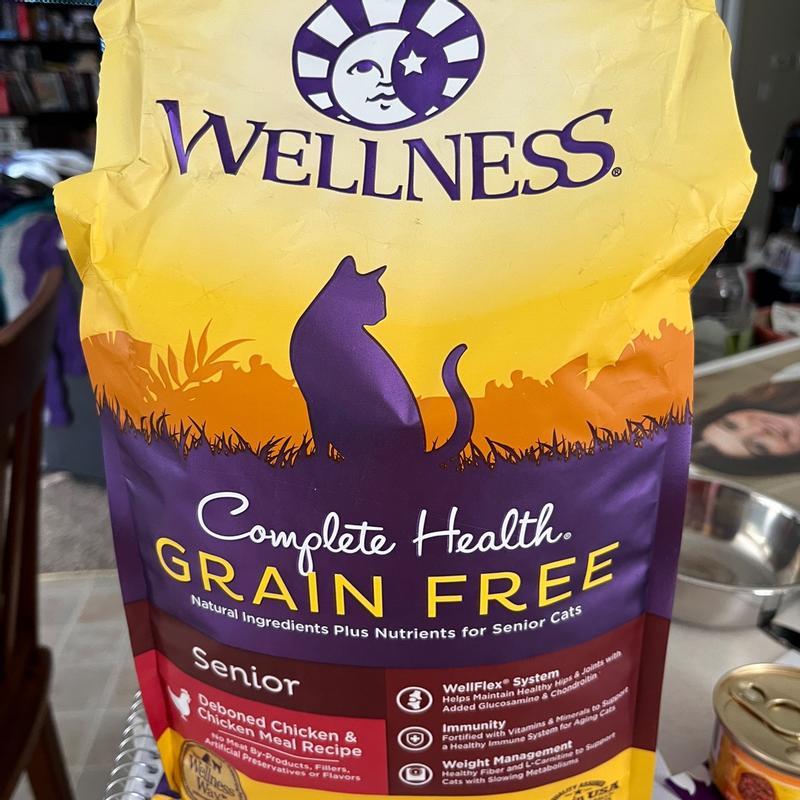 WELLNESS®
Complete Health®
GRAIN FREE
Natural Ingredients Plus Nutrients for Senior Cats
Senior
Deboned Chicken &
Chicken Meal Recipe
No Meat By-Products, Fillers,
Artificial Preservatives or Flavors
WellFlex® System
Helps Maintain Healthy Hips & Joints with
Added Glucosamine & Chondroitin
Immunity
Fortified with Vitamins & Minerals to Support
a Healthy Immune System for Aging Cats
Weight Management
Healthy Fiber and L-Carnitine to Support
Cats with Slowing Metabolisms
Wellness
Way
USA